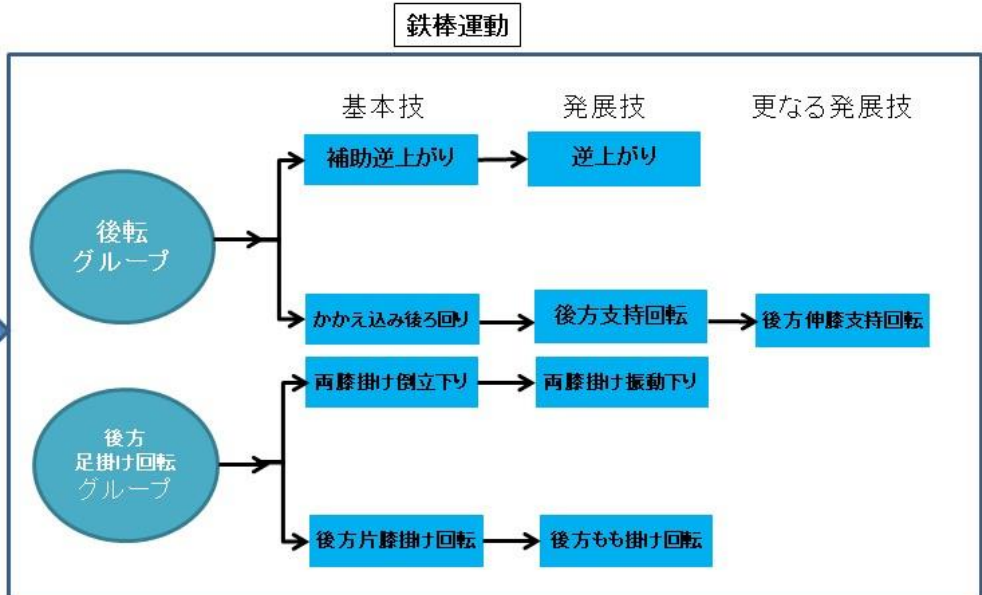 鉄棒運動
基本技
発展技
更なる発展技
補助逆上がり
逆上がり
後転
グループ
かかえ込み後ろ回り
後方支持回転
後方伸膝支持回転
両膝掛け倒立下り
両膝掛け振動下り
後方
足掛け回転
グループ
後方片膝掛け回転
後方もも掛け回転